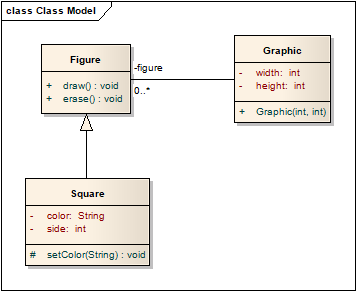 class Class Model
Figure
+ draw() : void
+ erase() : void
-figure
0..*
Graphic
- width: int
- height: int
+ Graphic(int, int)
Square
- color: String
- side: int
# setColor(String) : void